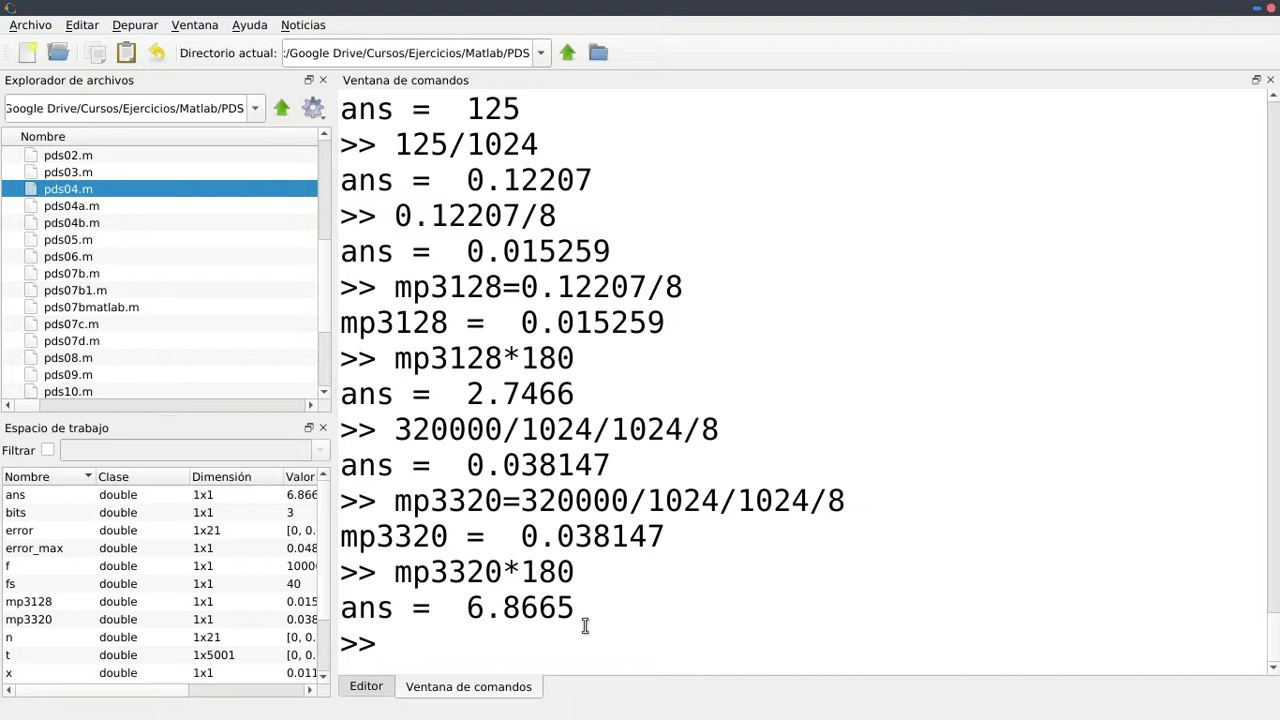 Archivo Editar Depurar Ventana Ayuda Noticias
Directorio actual: :/Google Drive/Cursos/Ejercicios/Matlab/PDS
Explorador de archivos
Google Drive/Cursos/Ejercicios/Matlab/PDS
Nombre
pds02.m
pds03.m
pds04.m
pds04a.m
pds04b.m
pds05.m
pds06.m
pds07b.m
pds07b1.m
pds07bmatlab.m
pds07c.m
pds07d.m
pds08.m
pds09.m
pds10.m
Espacio de trabajo
Filtrar
Nombre Clase Dimensión Valor
ans double 1x1 6.866
bits double 1x1 3
error double 1x21 [0, 0.
error_max double 1x1 0.048
f double 1x1 1000
fs double 1x1 40
mp3128 double 1x1 0.015
mp3320 double 1x1 0.038
n double 1x21 [0, 0.
t double 1x5001 [0, 0.
x double 1x1 0.011
Ventana de comandos
ans =  125
>> 125/1024
ans =  0.12207
>> 0.12207/8
ans =  0.015259
>> mp3128=0.12207/8
mp3128 =  0.015259
>> mp3128*180
ans =  2.7466
>> 320000/1024/1024/8
ans =  0.038147
>> mp3320=320000/1024/1024/8
mp3320 =  0.038147
>> mp3320*180
ans =  6.8665
>>
Editor Ventana de comandos